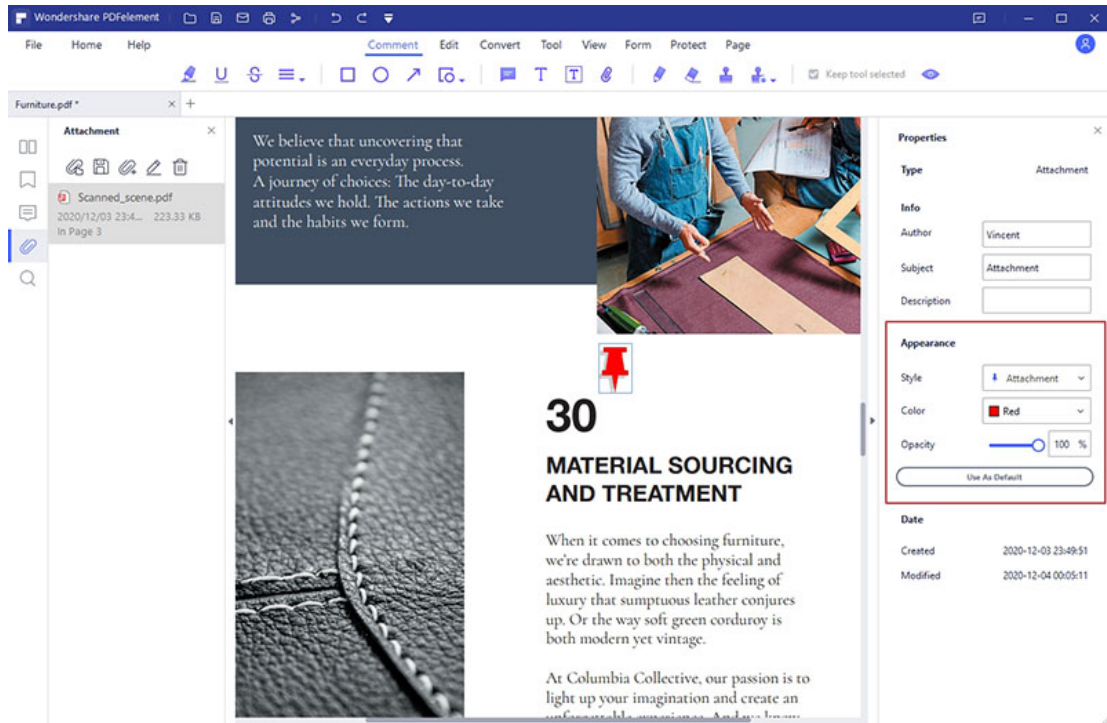 Wondershare PDFelement
File Home Help Comment Edit Convert Tool View Form Protect Page
Keep tool selected
Furniture.pdf *
Attachment
Scanned_scene.pdf
2020/12/03 23:4... 223.33 KB
In Page 3
We believe that uncovering that
potential is an everyday process.
A journey of choices: The day-to-day
attitudes we hold. The actions we take
and the habits we form.
30
MATERIAL SOURCING
AND TREATMENT
When it comes to choosing furniture,
we're drawn to both the physical and
aesthetic. Imagine then the feeling of
luxury that sumptuous leather conjures
up. Or the way soft green corduroy is
both modern yet vintage.
At Columbia Collective, our passion is to
light up your imagination and create an
unforgettable experience. And we know
Properties
Type Attachment
Info
Author Vincent
Subject Attachment
Description
Appearance
Style Attachment
Color Red
Opacity 100 %
Use As Default
Date
Created 2020-12-03 23:49:51
Modified 2020-12-04 00:05:11